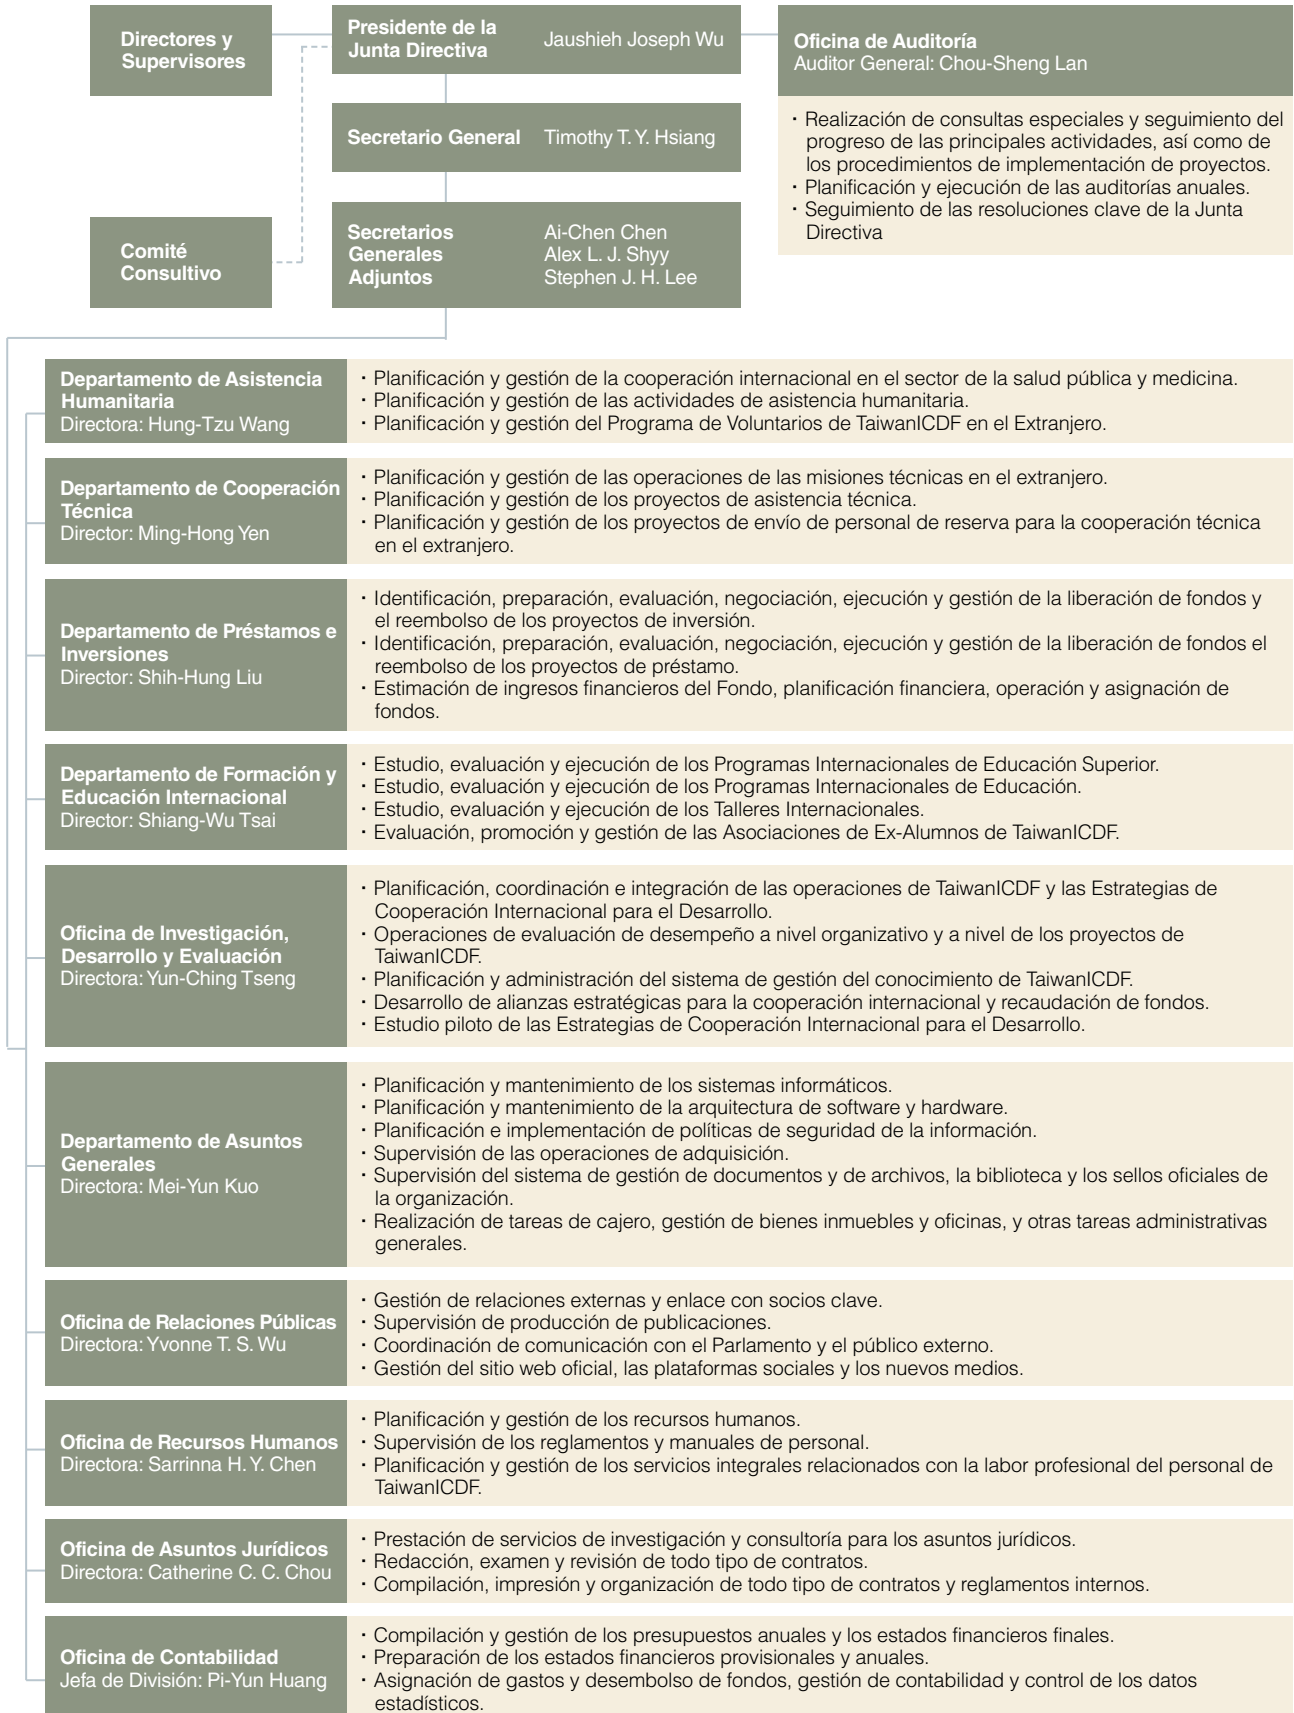 Directores y
Supervisores
Presidente de la
Junta Directiva
Jaushieh Joseph Wu
Oficina de Auditoría
Auditor General: Chou-Sheng Lan
· Realización de consultas especiales y seguimiento del
progreso de las principales actividades, así como de
los procedimientos de implementación de proyectos.
· Planificación y ejecución de las auditorías anuales.
· Seguimiento de las resoluciones clave de la Junta
Directiva
Secretario General
Timothy T. Y. Hsiang
Comité
Consultivo
Secretarios
Generales
Adjuntos
Ai-Chen Chen
Alex L. J. Shyy
Stephen J. H. Lee
Departamento de Asistencia
Humanitaria
Directora: Hung-Tzu Wang
· Planificación y gestión de la cooperación internacional en el sector de la salud pública y medicina.
· Planificación y gestión de las actividades de asistencia humanitaria.
· Planificación y gestión del Programa de Voluntarios de TaiwanICDF en el Extranjero.
Departamento de Cooperación
Técnica
Director: Ming-Hong Yen
· Planificación y gestión de las operaciones de las misiones técnicas en el extranjero.
· Planificación y gestión de los proyectos de asistencia técnica.
· Planificación y gestión de los proyectos de envío de personal de reserva para la cooperación técnica
en el extranjero.
Departamento de Préstamos e
Inversiones
Director: Shih-Hung Liu
· Identificación, preparación, evaluación, negociación, ejecución y gestión de la liberación de fondos y
el reembolso de los proyectos de inversión.
· Identificación, preparación, evaluación, negociación, ejecución y gestión de la liberación de fondos el
reembolso de los proyectos de préstamo.
· Estimación de ingresos financieros del Fondo, planificación financiera, operación y asignación de
fondos.
Departamento de Formación y
Educación Internacional
Director: Shiang-Wu Tsai
· Estudio, evaluación y ejecución de los Programas Internacionales de Educación Superior.
· Estudio, evaluación y ejecución de los Programas Internacionales de Educación.
· Estudio, evaluación y ejecución de los Talleres Internacionales.
· Evaluación, promoción y gestión de las Asociaciones de Ex-Alumnos de TaiwanICDF.
Oficina de Investigación,
Desarrollo y Evaluación
Directora: Yun-Ching Tseng
· Planificación, coordinación e integración de las operaciones de TaiwanICDF y las Estrategias de
Cooperación Internacional para el Desarrollo.
· Operaciones de evaluación de desempeño a nivel organizativo y a nivel de los proyectos de
TaiwanICDF.
· Planificación y administración del sistema de gestión del conocimiento de TaiwanICDF.
· Desarrollo de alianzas estratégicas para la cooperación internacional y recaudación de fondos.
· Estudio piloto de las Estrategias de Cooperación Internacional para el Desarrollo.
Departamento de Asuntos
Generales
Directora: Mei-Yun Kuo
· Planificación y mantenimiento de los sistemas informáticos.
· Planificación y mantenimiento de la arquitectura de software y hardware.
· Planificación e implementación de políticas de seguridad de la información.
· Supervisión de las operaciones de adquisición.
· Supervisión del sistema de gestión de documentos y de archivos, la biblioteca y los sellos oficiales de
la organización.
· Realización de tareas de cajero, gestión de bienes inmuebles y oficinas, y otras tareas administrativas
generales.
Oficina de Relaciones Públicas
Directora: Yvonne T. S. Wu
· Gestión de relaciones externas y enlace con socios clave.
· Supervisión de producción de publicaciones.
· Coordinación de comunicación con el Parlamento y el público externo.
· Gestión del sitio web oficial, las plataformas sociales y los nuevos medios.
Oficina de Recursos Humanos
Directora: Sarrinna H. Y. Chen
· Planificación y gestión de los recursos humanos.
· Supervisión de los reglamentos y manuales de personal.
· Planificación y gestión de los servicios integrales relacionados con la labor profesional del personal de
TaiwanICDF.
Oficina de Asuntos Jurídicos
Directora: Catherine C. C. Chou
· Prestación de servicios de investigación y consultoría para los asuntos jurídicos.
· Redacción, examen y revisión de todo tipo de contratos.
· Compilación, impresión y organización de todo tipo de contratos y reglamentos internos.
Oficina de Contabilidad
Jefa de División: Pi-Yun Huang
· Compilación y gestión de los presupuestos anuales y los estados financieros finales.
· Preparación de los estados financieros provisionales y anuales.
· Asignación de gastos y desembolso de fondos, gestión de contabilidad y control de los datos
estadísticos.